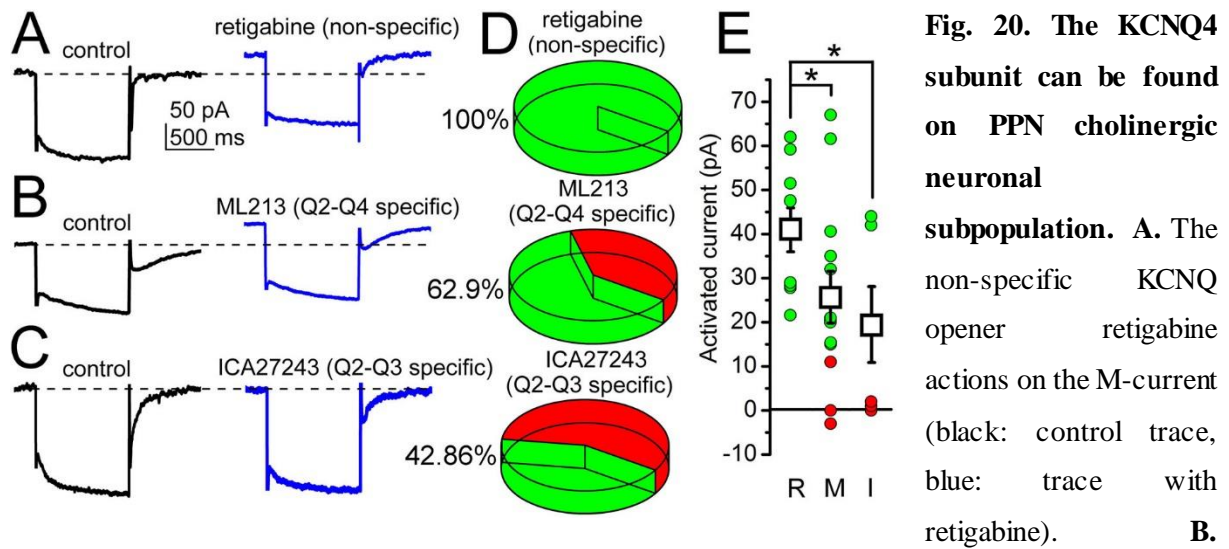 A
control
retigabine (non-specific)
50 pA
500 ms
B
control
ML213 (Q2-Q4 specific)
C
control
ICA27243 (Q2-Q3 specific)
D
retigabine
(non-specific)
100%
ML213
(Q2-Q4 specific)
62.9%
ICA27243
(Q2-Q3 specific)
42.86%
E
Activated current (pA)
70
60
50
40
30
20
10
0
-10
*
*
R M I
Fig. 20. The KCNQ4
subunit can be found
on PPN cholinergic
neuronal
subpopulation. A. The
non-specific KCNQ
opener retigabine
actions on the M-current
(black: control trace,
blue: trace with
retigabine). B.